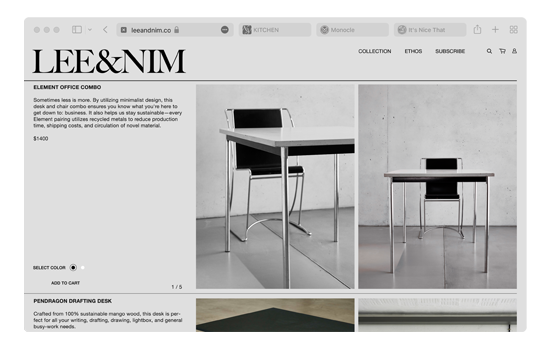 leeandnim.co
KITCHEN
Monocle
It's Nice That
LEE&NIM
COLLECTION
ETHOS
SUBSCRIBE
ELEMENT OFFICE COMBO
Sometimes less is more. By utilizing minimalist design, this
desk and chair combo ensures you know what you're here to
get down to: business. It also helps us stay sustainable—every
Element pairing utilizes recycled metals to reduce production
time, shipping costs, and circulation of novel material.
$1400
SELECT COLOR
ADD TO CART
1 / 5
PENDRAGON DRAFTING DESK
Crafted from 100% sustainable mango wood, this desk is per-
fect for all your writing, drafting, drawing, lightbox, and general
busy-work needs.